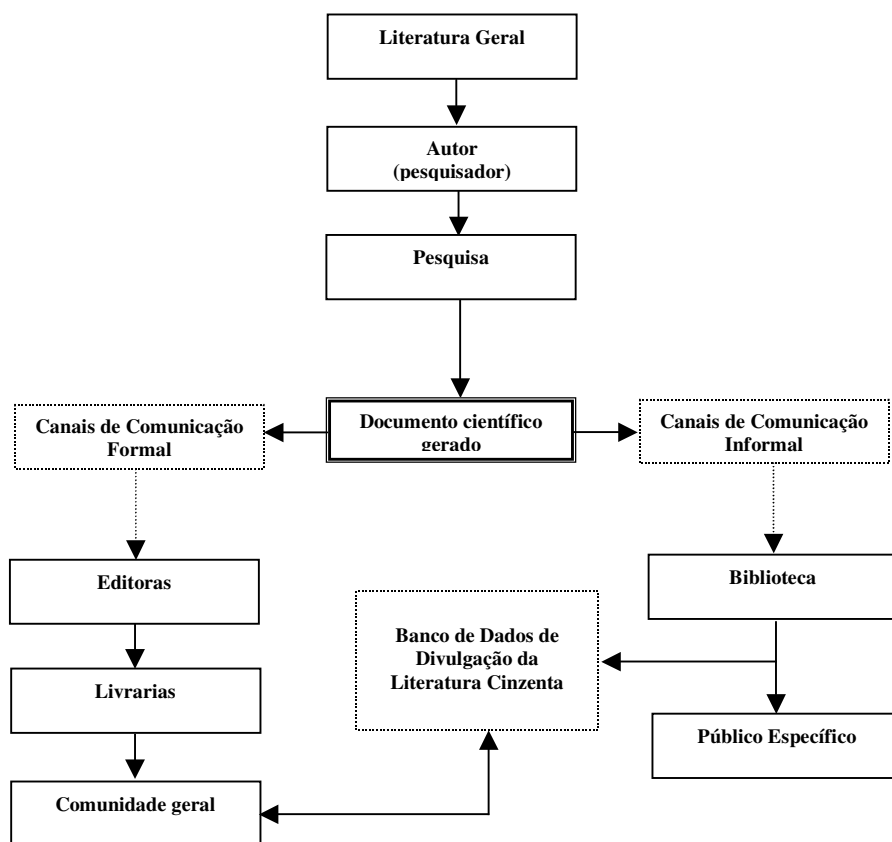 Literatura Geral
Autor
(pesquisador)
Pesquisa
Documento científico
gerado
Canais de Comunicação
Formal
Canais de Comunicação
Informal
Editoras
Livrarias
Comunidade geral
Banco de Dados de
Divulgação da
Literatura Cinzenta
Biblioteca
Público Específico